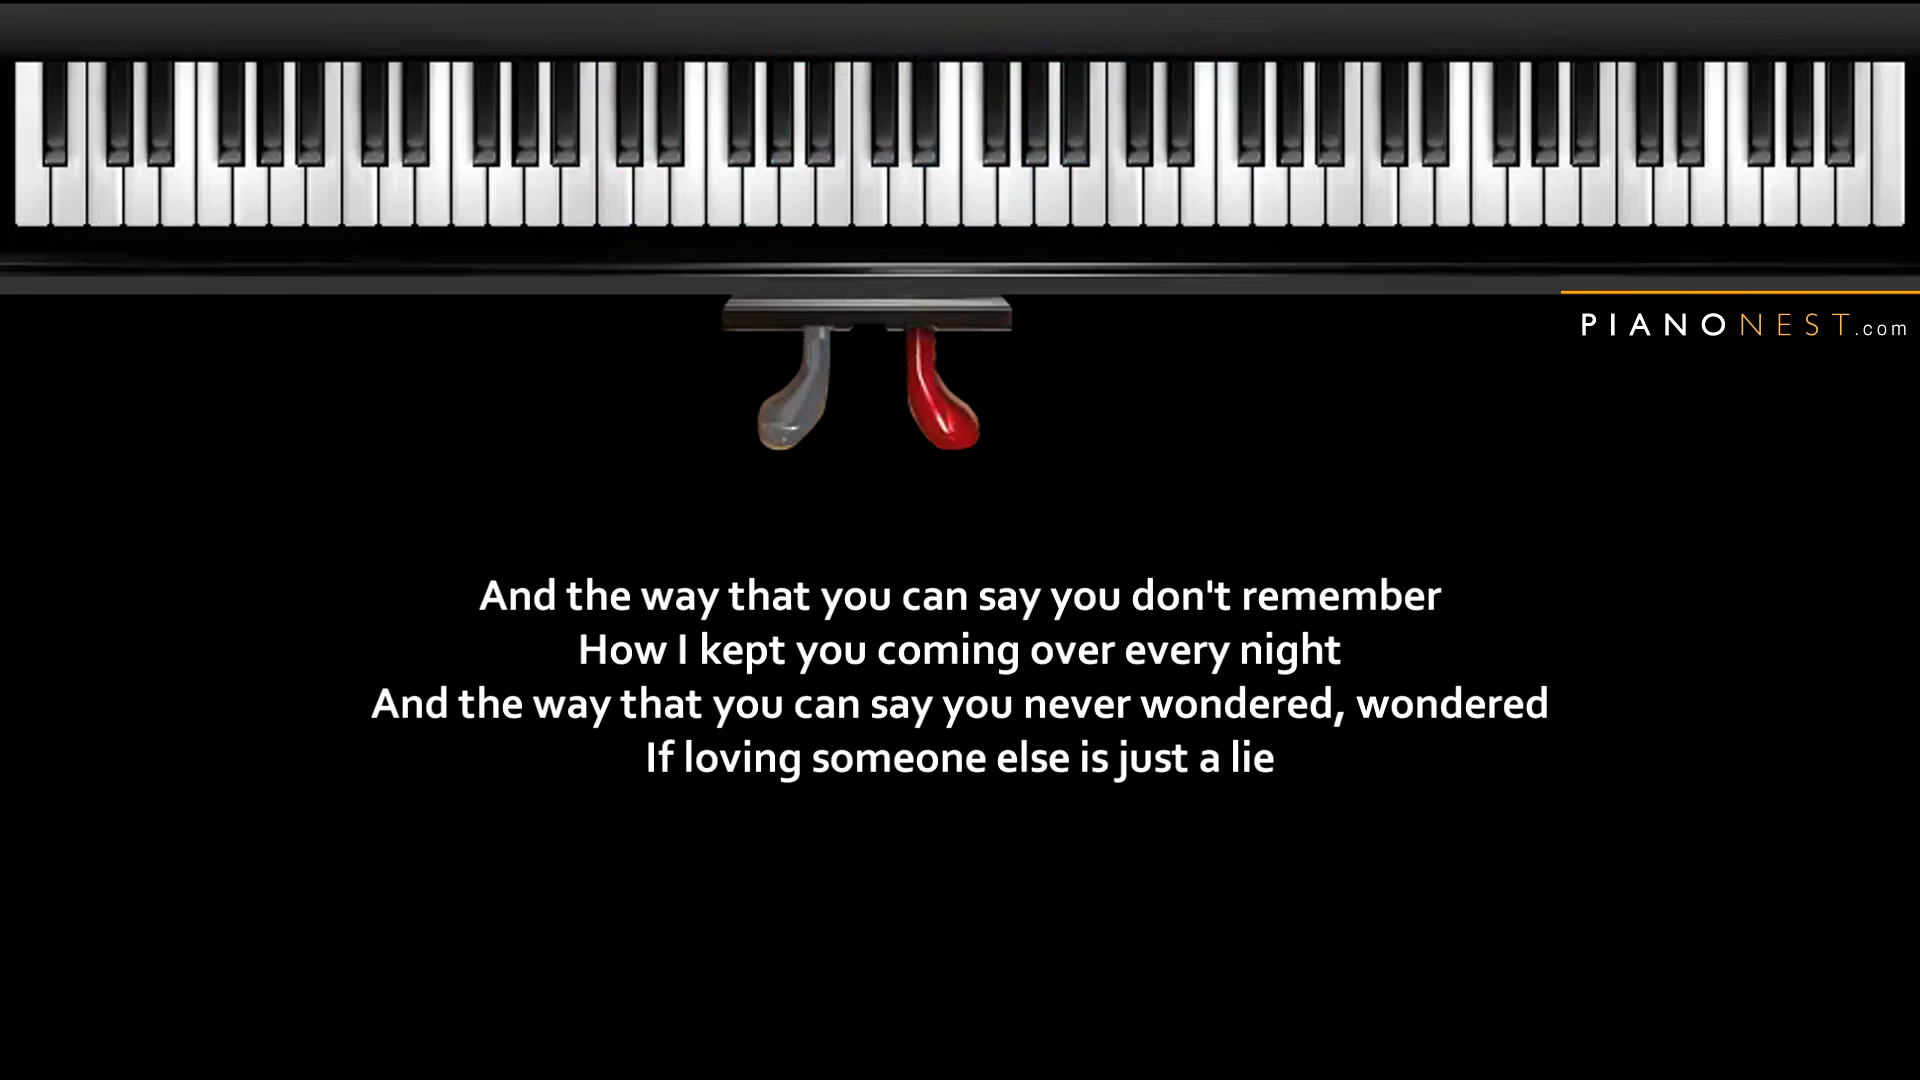 PIANONEST.com
And the way that you can say you don't remember
How I kept you coming over every night
And the way that you can say you never wondered, wondered
If loving someone else is just a lie